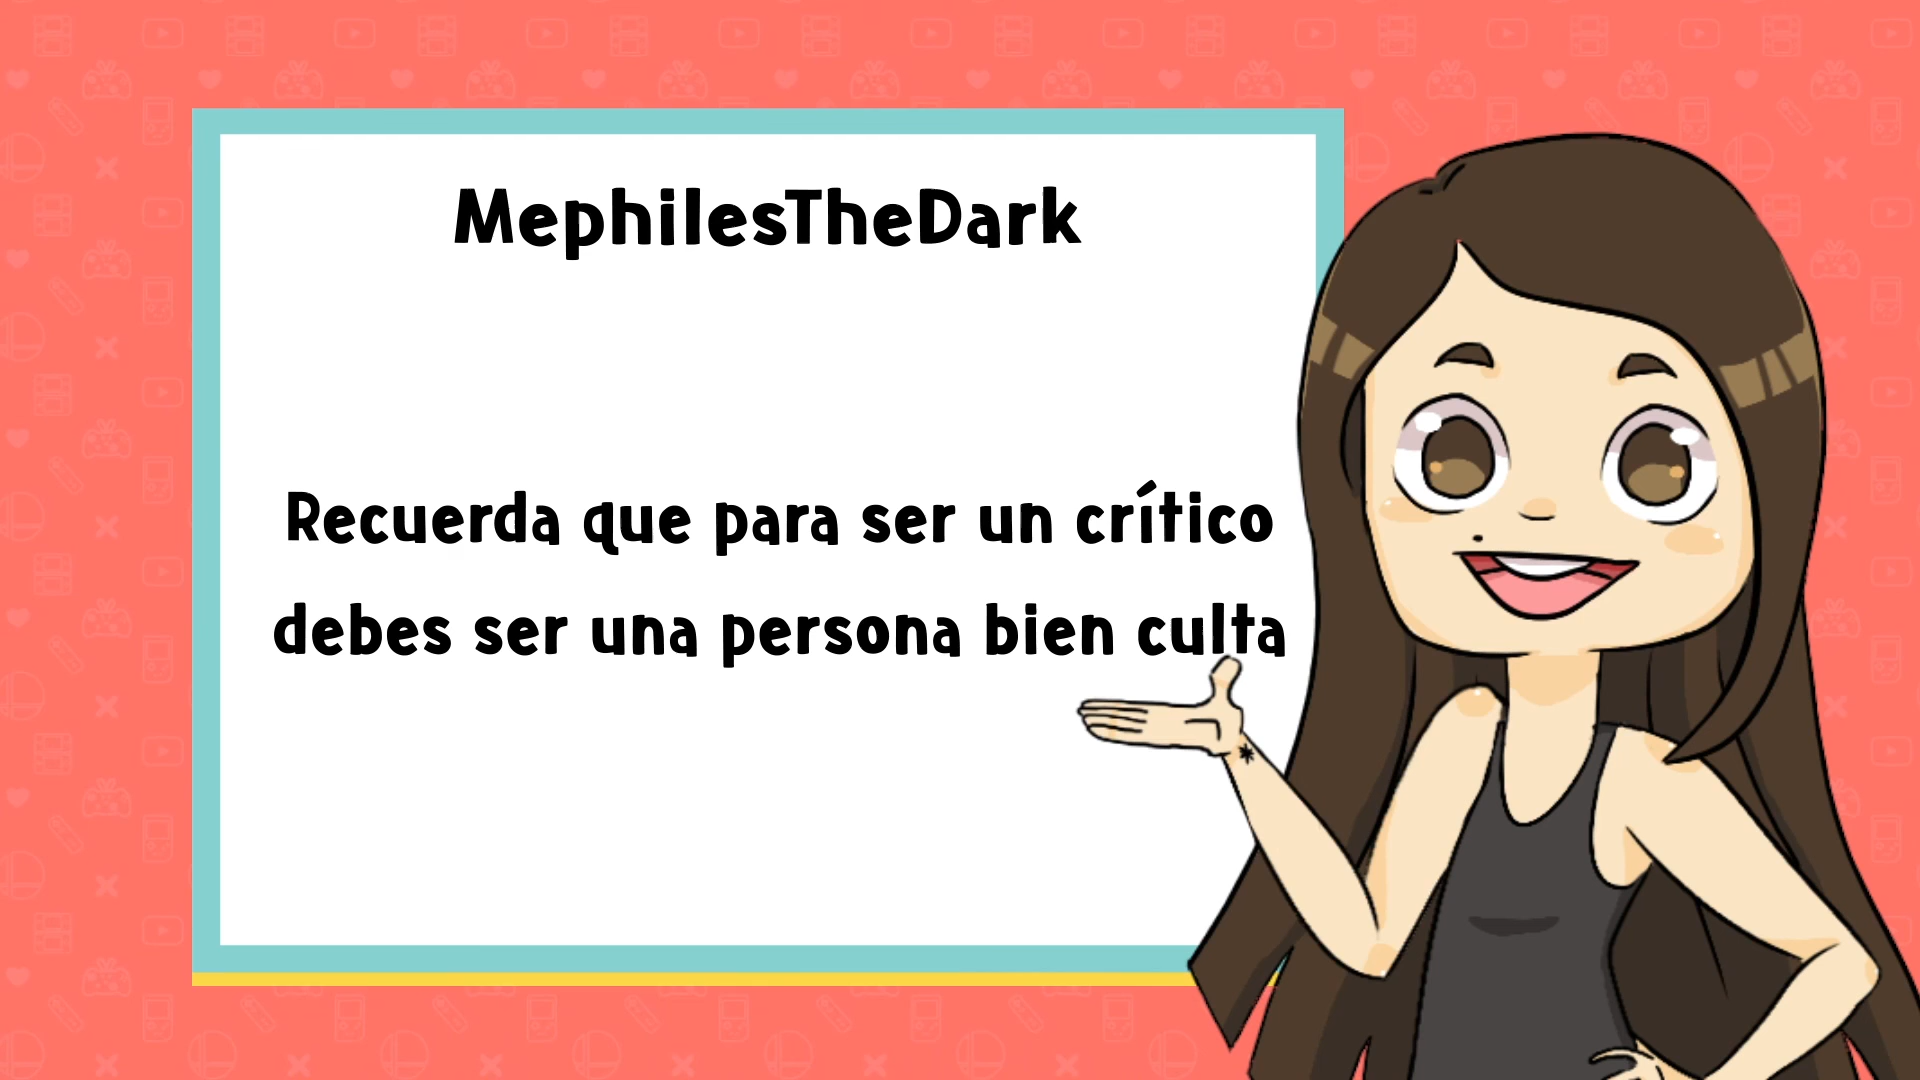 MephilesTheDark
Recuerda que para ser un crítico
debes ser una persona bien culta